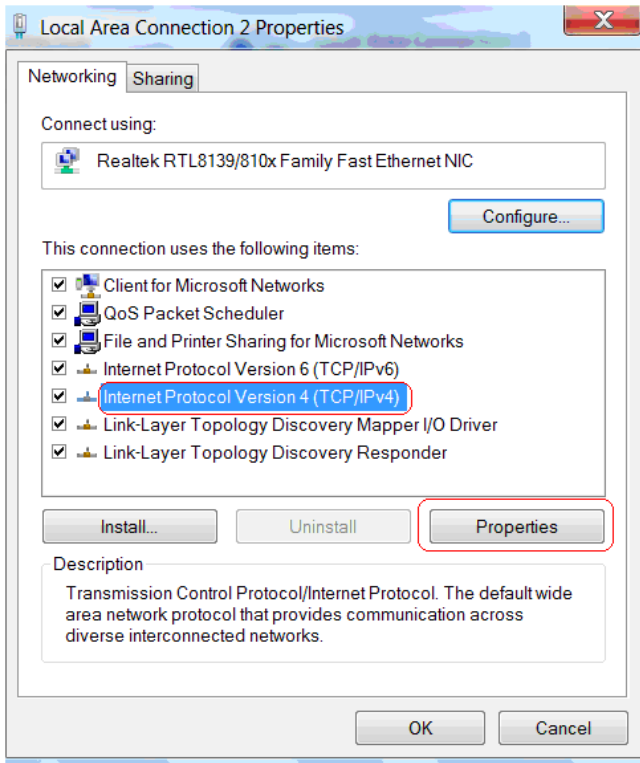 Local Area Connection 2 Properties
X
Networking Sharing
Connect using:
Realtek RTL8139/810x Family Fast Ethernet NIC
Configure...
This connection uses the following items:
Client for Microsoft Networks
QoS Packet Scheduler
File and Printer Sharing for Microsoft Networks
Internet Protocol Version 6 (TCP/IPv6)
Internet Protocol Version 4 (TCP/IPv4)
Link-Layer Topology Discovery Mapper I/O Driver
Link-Layer Topology Discovery Responder
Install... Uninstall Properties
Description
Transmission Control Protocol/Internet Protocol. The default wide
area network protocol that provides communication across
diverse interconnected networks.
OK Cancel